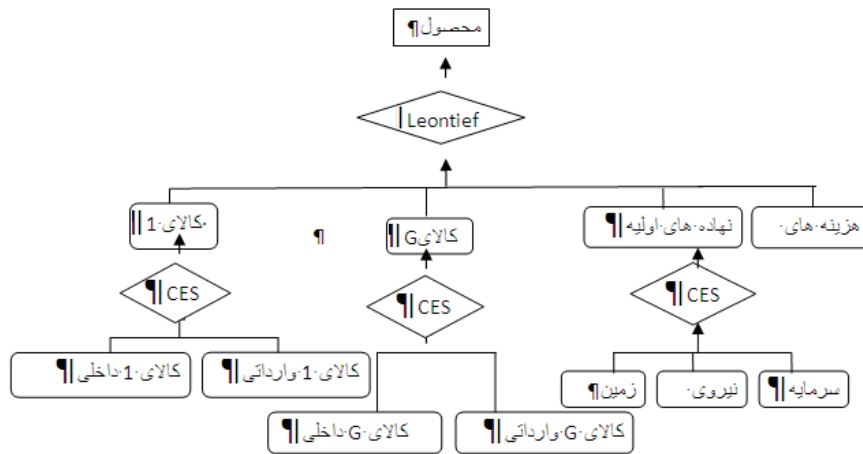 محصول¶
Leontief
کالای·1¶
¶
کالایG¶
نهاده·های·اولیه¶
هزینه·های·
¶CES
¶CES
¶CES
کالای·1·داخلی¶
کالای·1·وارداتی¶
زمین¶
نیروی·
سرمایه¶
کالای·G·داخلی¶
کالای·G·وارداتی¶